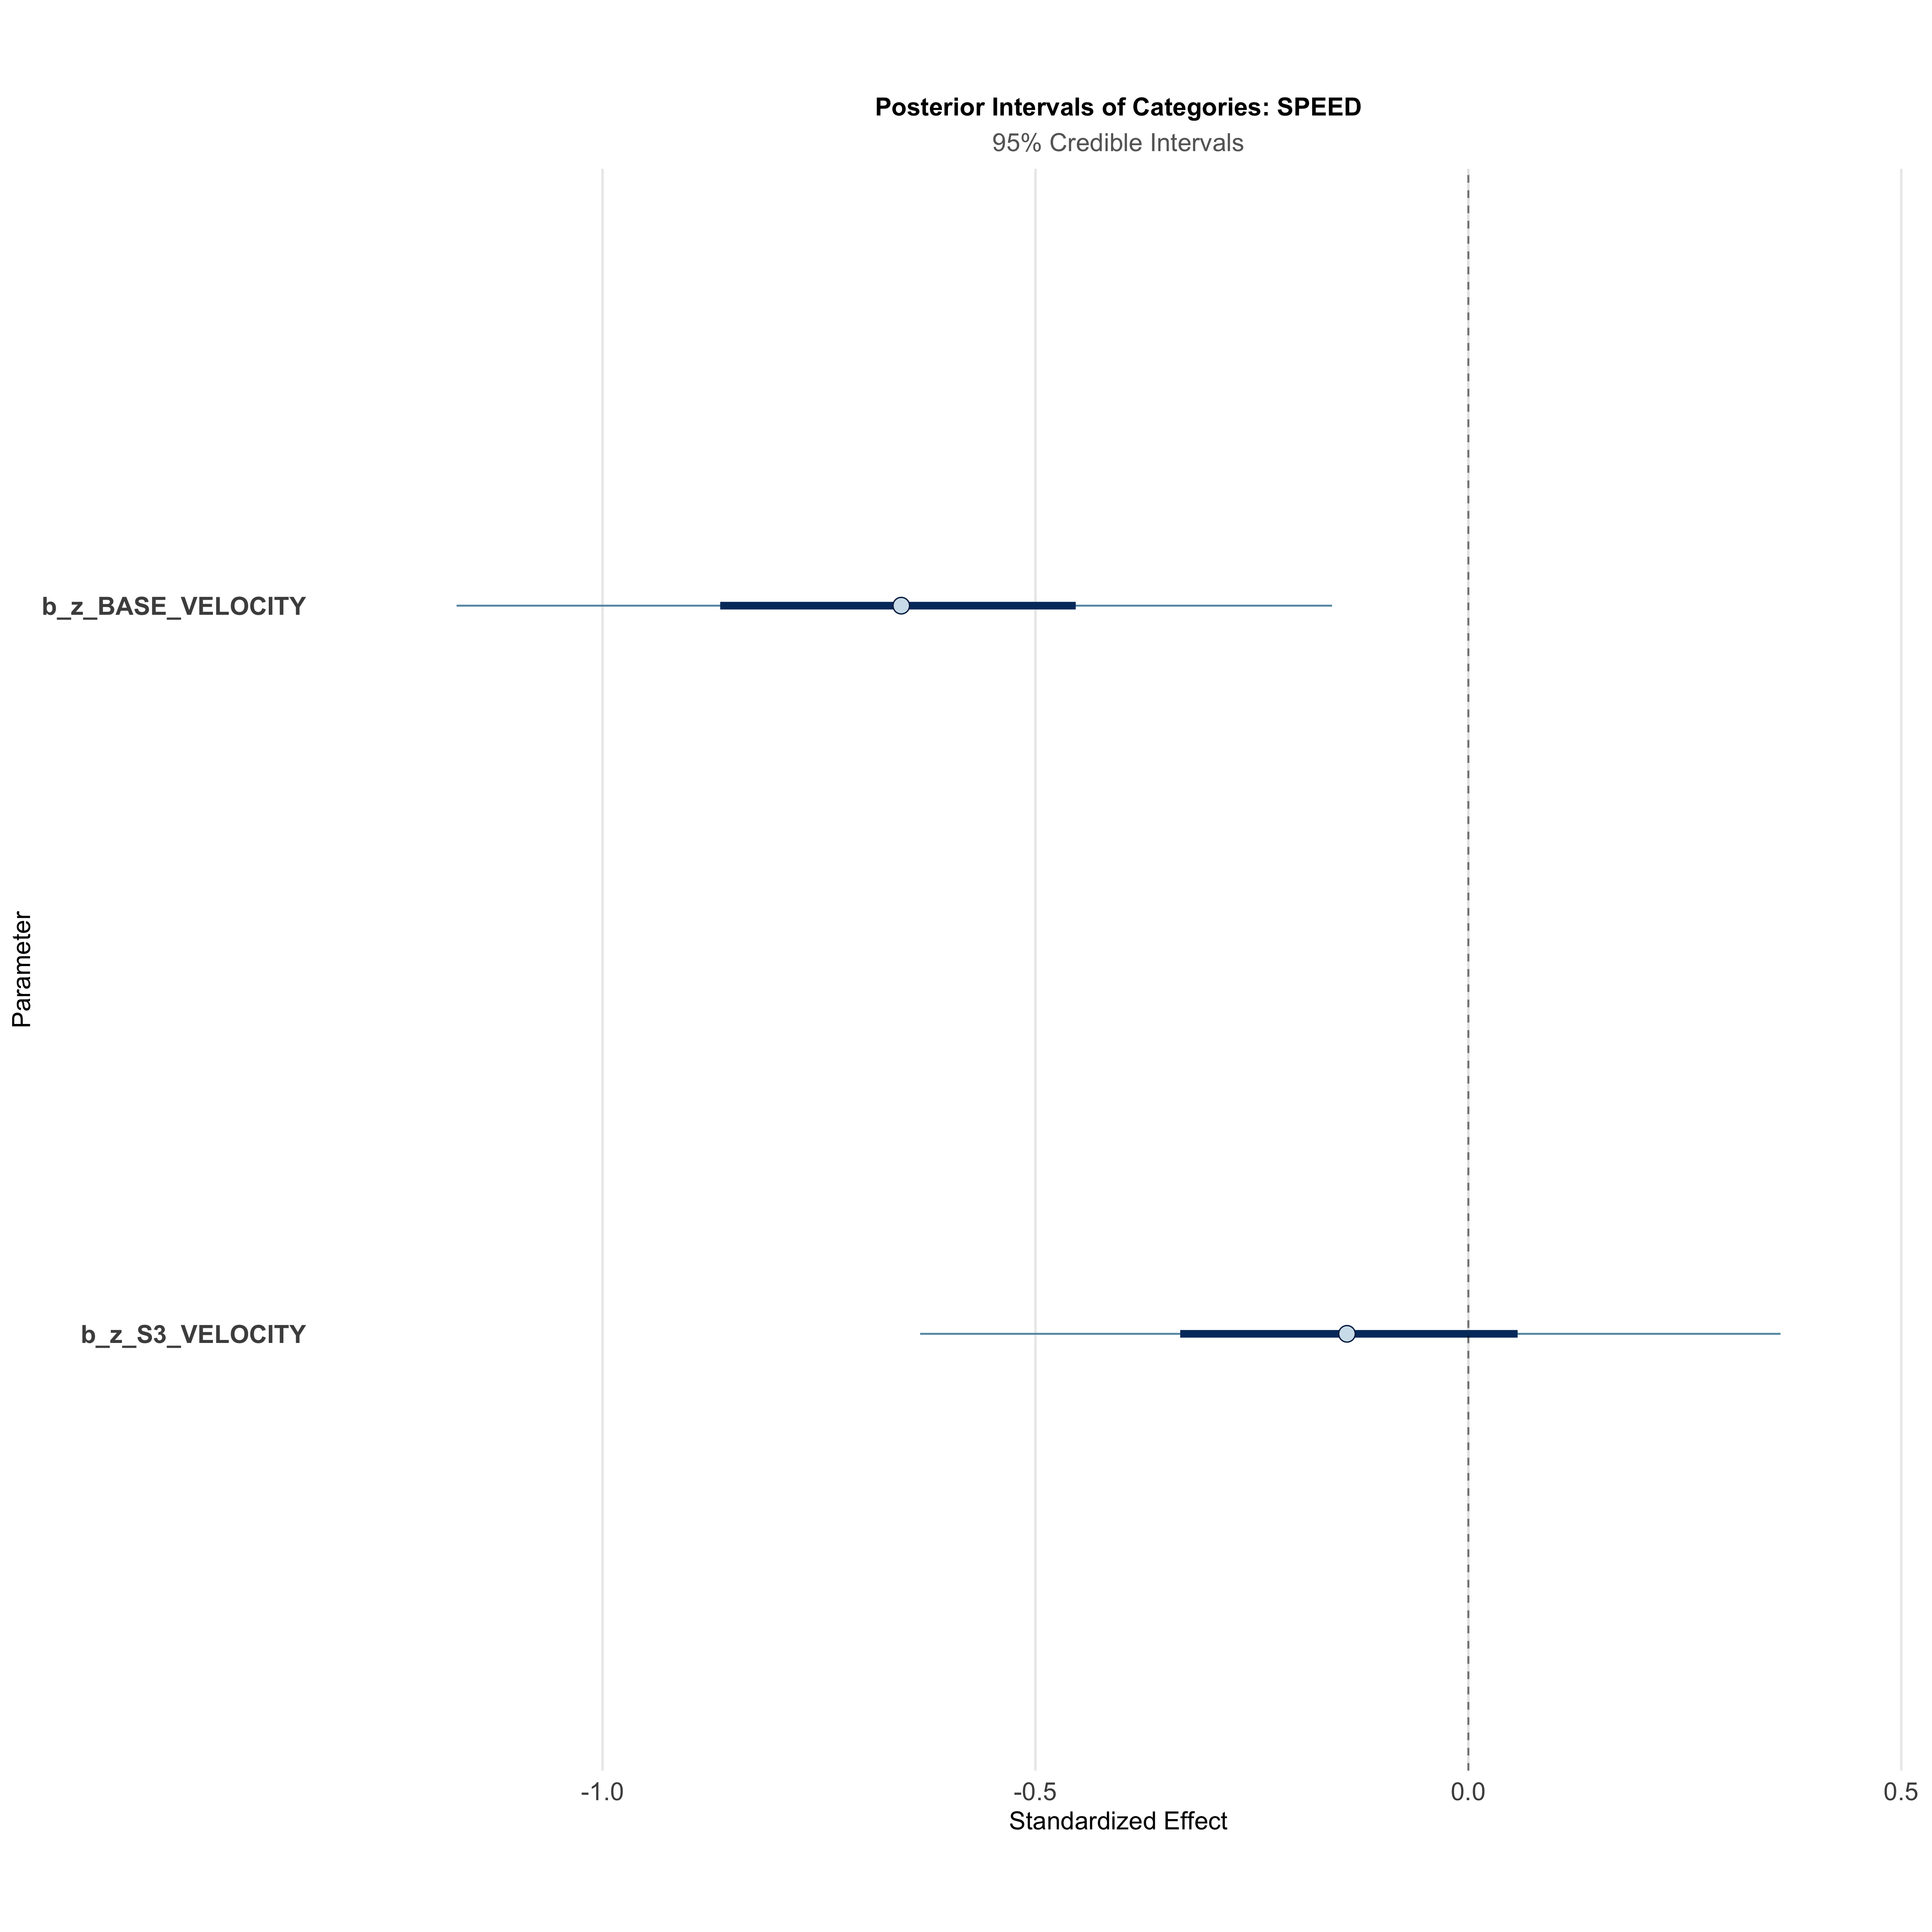 Posterior Intervals of Categories: SPEED
95% Credible Intervals
b_z_BASE_VELOCITY
Parameter
b_z_S3_VELOCITY
-1.0 -0.5 0.0 0.5
Standardized Effect